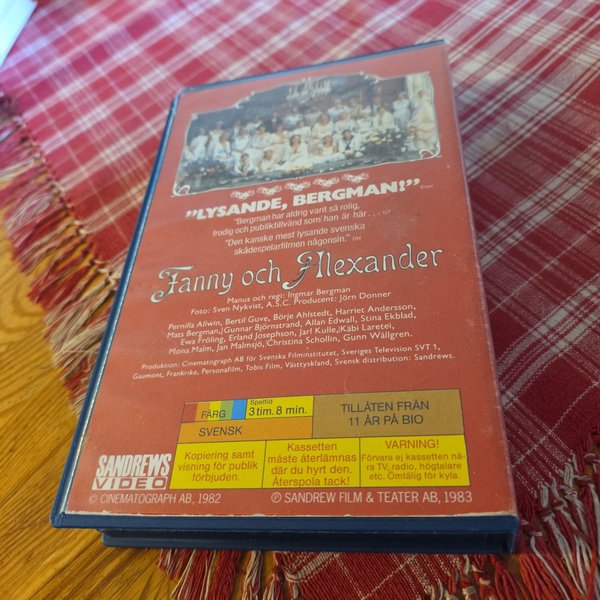 ”LYSANDE, BERGMAN!” Expr
”Bergman har aldrig varit så rolig,
frodig och publiktillvänd som han är här . . . GT
”Den kanske mest lysande svenska
skådespelarfilmen någonsin.” DN
Fanny och Alexander
Manus och regi: Ingmar Bergman
Foto: Sven Nykvist, A.S.C. Producent: Jörn Donner
Pernilla Allwin, Bertil Guve, Börje Ahlstedt, Harriet Andersson,
Mats Bergman, Gunnar Björnstrand, Allan Edwall, Stina Ekblad,
Ewa Fröling, Erland Josephson, Jarl Kulle, Käbi Laretei,
Mona Malm, Jan Malmsjö, Christina Schollin, Gunn Wållgren.
Produktion: Cinematograph AB för Svenska Filminstitutet, Sveriges Television SVT 1,
Gaumont, Frankrike, Personafilm, Tobis Film, Västtyskland, Svensk distribution: Sandrews.
FÄRG
Speltid
3 tim. 8 min.
SVENSK
TILLÅTEN FRÅN
11 ÅR PÅ BIO
Kopiering samt
visning för publik
förbjuden.
Kassetten
måste återlämnas
där du hyrt den.
Återspola tack!
VARNING!
Förvara ej kassetten nä-
ra TV, radio, högtalare
etc. Ömtålig för kyla.
SANDREWS
VIDEO
© CINEMATOGRAPH AB, 1982
℗ SANDREW FILM & TEATER AB, 1983